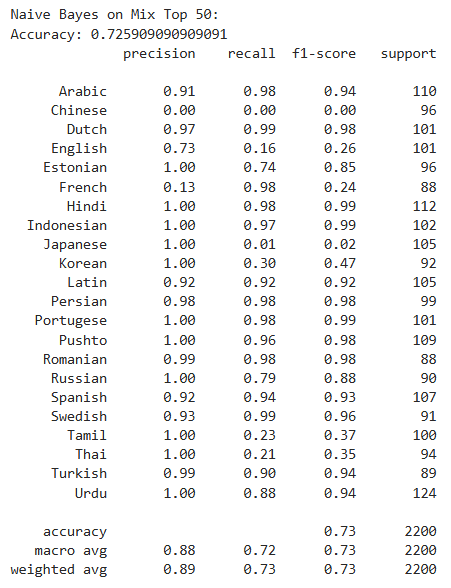 Naive Bayes on Mix Top 50:
Accuracy: 0.725909090909091
precision recall f1-score support
Arabic 0.91 0.98 0.94 110
Chinese 0.00 0.00 0.00 96
Dutch 0.97 0.99 0.98 101
English 0.73 0.16 0.26 101
Estonian 1.00 0.74 0.85 96
French 0.13 0.98 0.24 88
Hindi 1.00 0.98 0.99 112
Indonesian 1.00 0.97 0.99 102
Japanese 1.00 0.01 0.02 105
Korean 1.00 0.30 0.47 92
Latin 0.92 0.92 0.92 105
Persian 0.98 0.98 0.98 99
Portugese 1.00 0.98 0.99 101
Pushto 1.00 0.96 0.98 109
Romanian 0.99 0.98 0.98 88
Russian 1.00 0.79 0.88 90
Spanish 0.92 0.94 0.93 107
Swedish 0.93 0.99 0.96 91
Tamil 1.00 0.23 0.37 100
Thai 1.00 0.21 0.35 94
Turkish 0.99 0.90 0.94 89
Urdu 1.00 0.88 0.94 124
accuracy 0.73 2200
macro avg 0.88 0.72 0.73 2200
weighted avg 0.89 0.73 0.73 2200